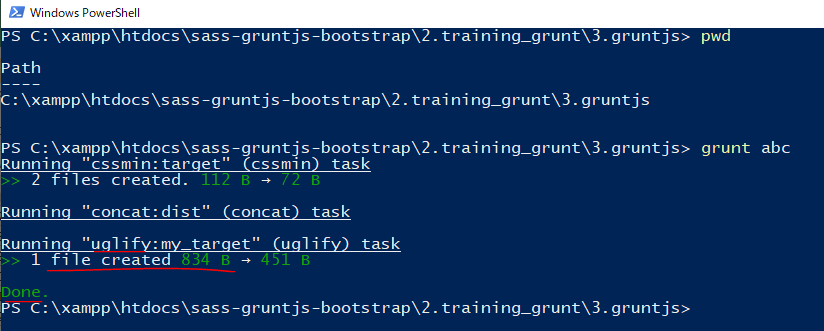 Windows PowerShell
PS C:\xampp\htdocs\sass-gruntjs-bootstrap\2.training_grunt\3.gruntjs> pwd
Path
----
C:\xampp\htdocs\sass-gruntjs-bootstrap\2.training_grunt\3.gruntjs
PS C:\xampp\htdocs\sass-gruntjs-bootstrap\2.training_grunt\3.gruntjs> grunt abc
Running "cssmin:target" (cssmin) task
>> 2 files created. 112 B → 72 B
Running "concat:dist" (concat) task
Running "uglify:my_target" (uglify) task
>> 1 file created 834 B → 451 B
Done.
PS C:\xampp\htdocs\sass-gruntjs-bootstrap\2.training_grunt\3.gruntjs>